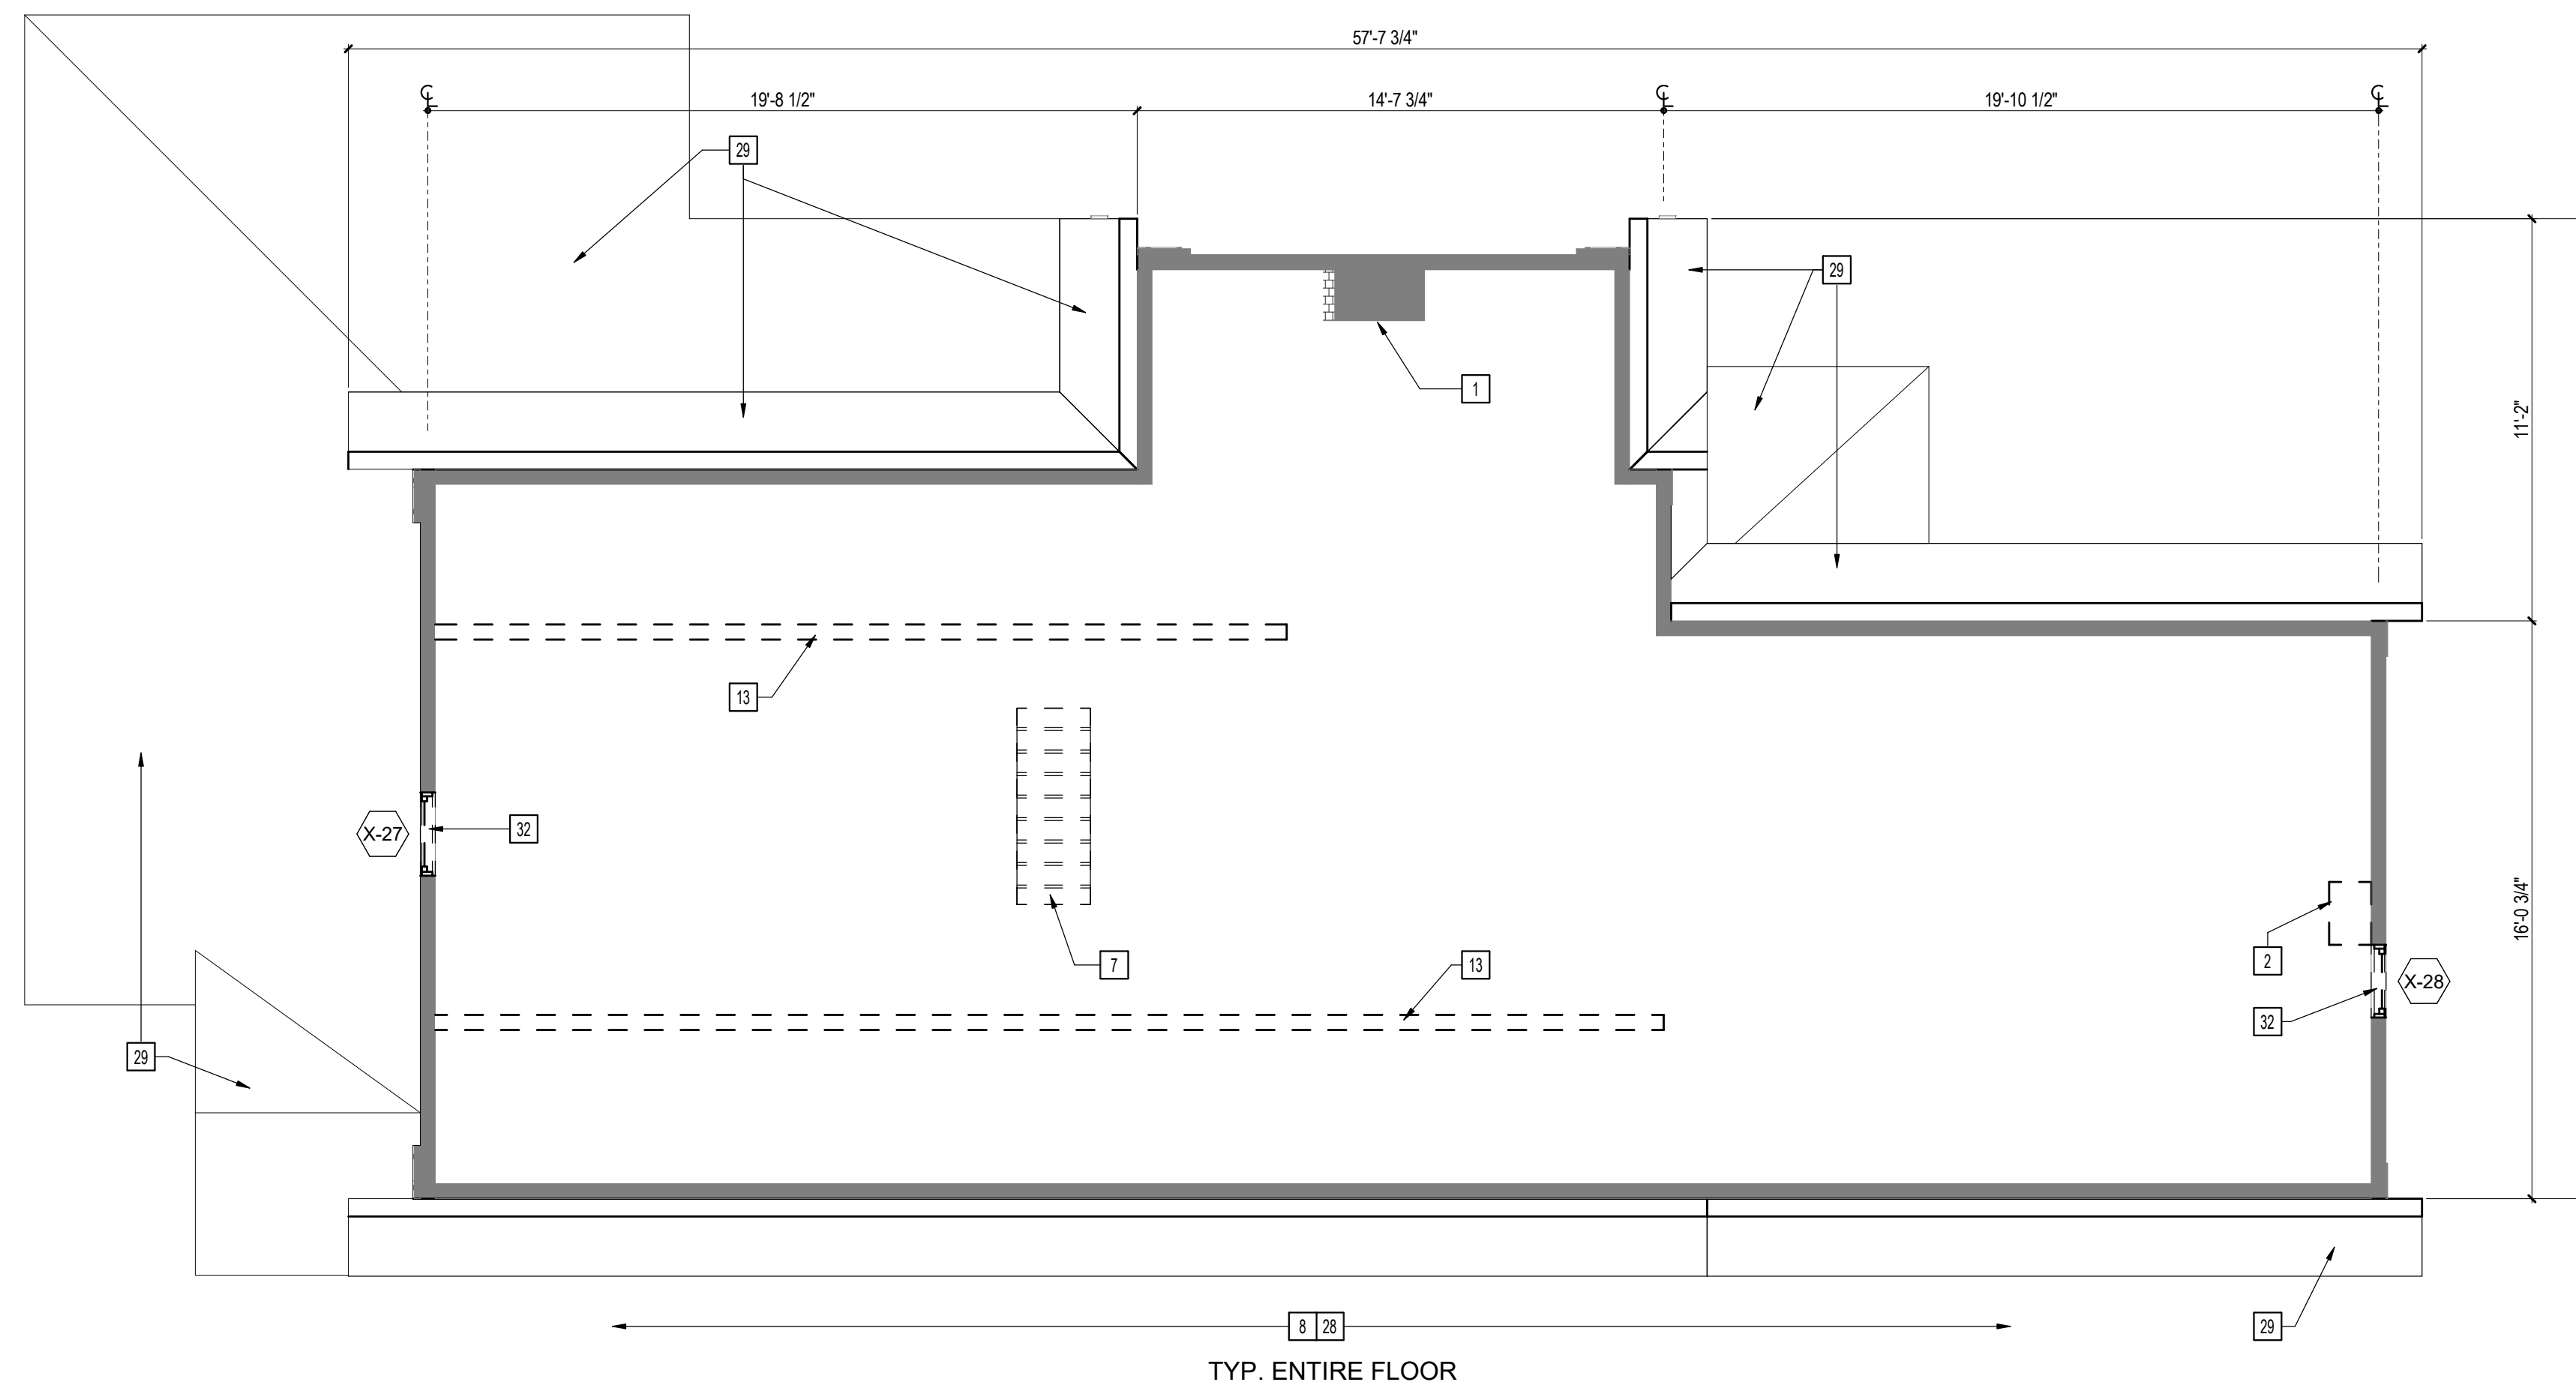 57'-7 3/4"
℄ ℄ ℄
19'-8 1/2" 14'-7 3/4" 19'-10 1/2"
29
29
1
11'-2"
13
X-27 32
16'-0 3/4"
7 13 2
X-28
32
29
8 28 29
TYP. ENTIRE FLOOR